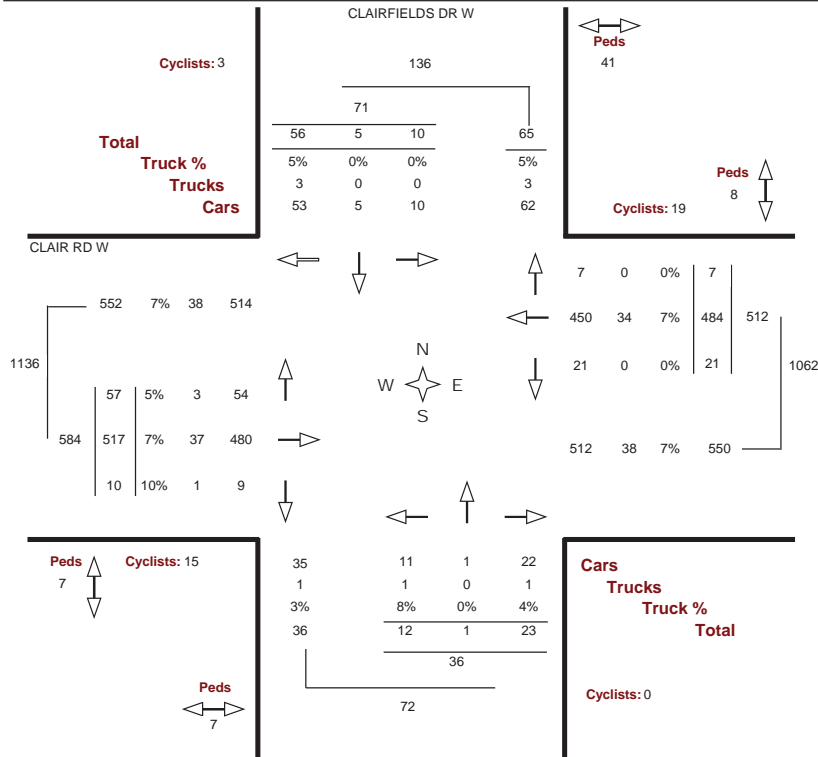 CLAIRFIELDS DR W
Peds
41
Cyclists: 3
136
71
Total 56 5 10 65
Truck % 5% 0% 0% 5%
Trucks 3 0 0 3
Cars 53 5 10 62
Peds
8
Cyclists: 19
CLAIR RD W
7 0 0% 7
552 7% 38 514
450 34 7% 484 512
1136
21 0 0% 21
1062
N
W E
S
57 5% 3 54
584 517 7% 37 480
512 38 7% 550
10 10% 1 9
Peds
7
Cyclists: 15
35 11 1 22 Cars
1 1 0 1 Trucks
3% 8% 0% 4% Truck %
36 12 1 23 Total
36
Peds
7
72
Cyclists: 0